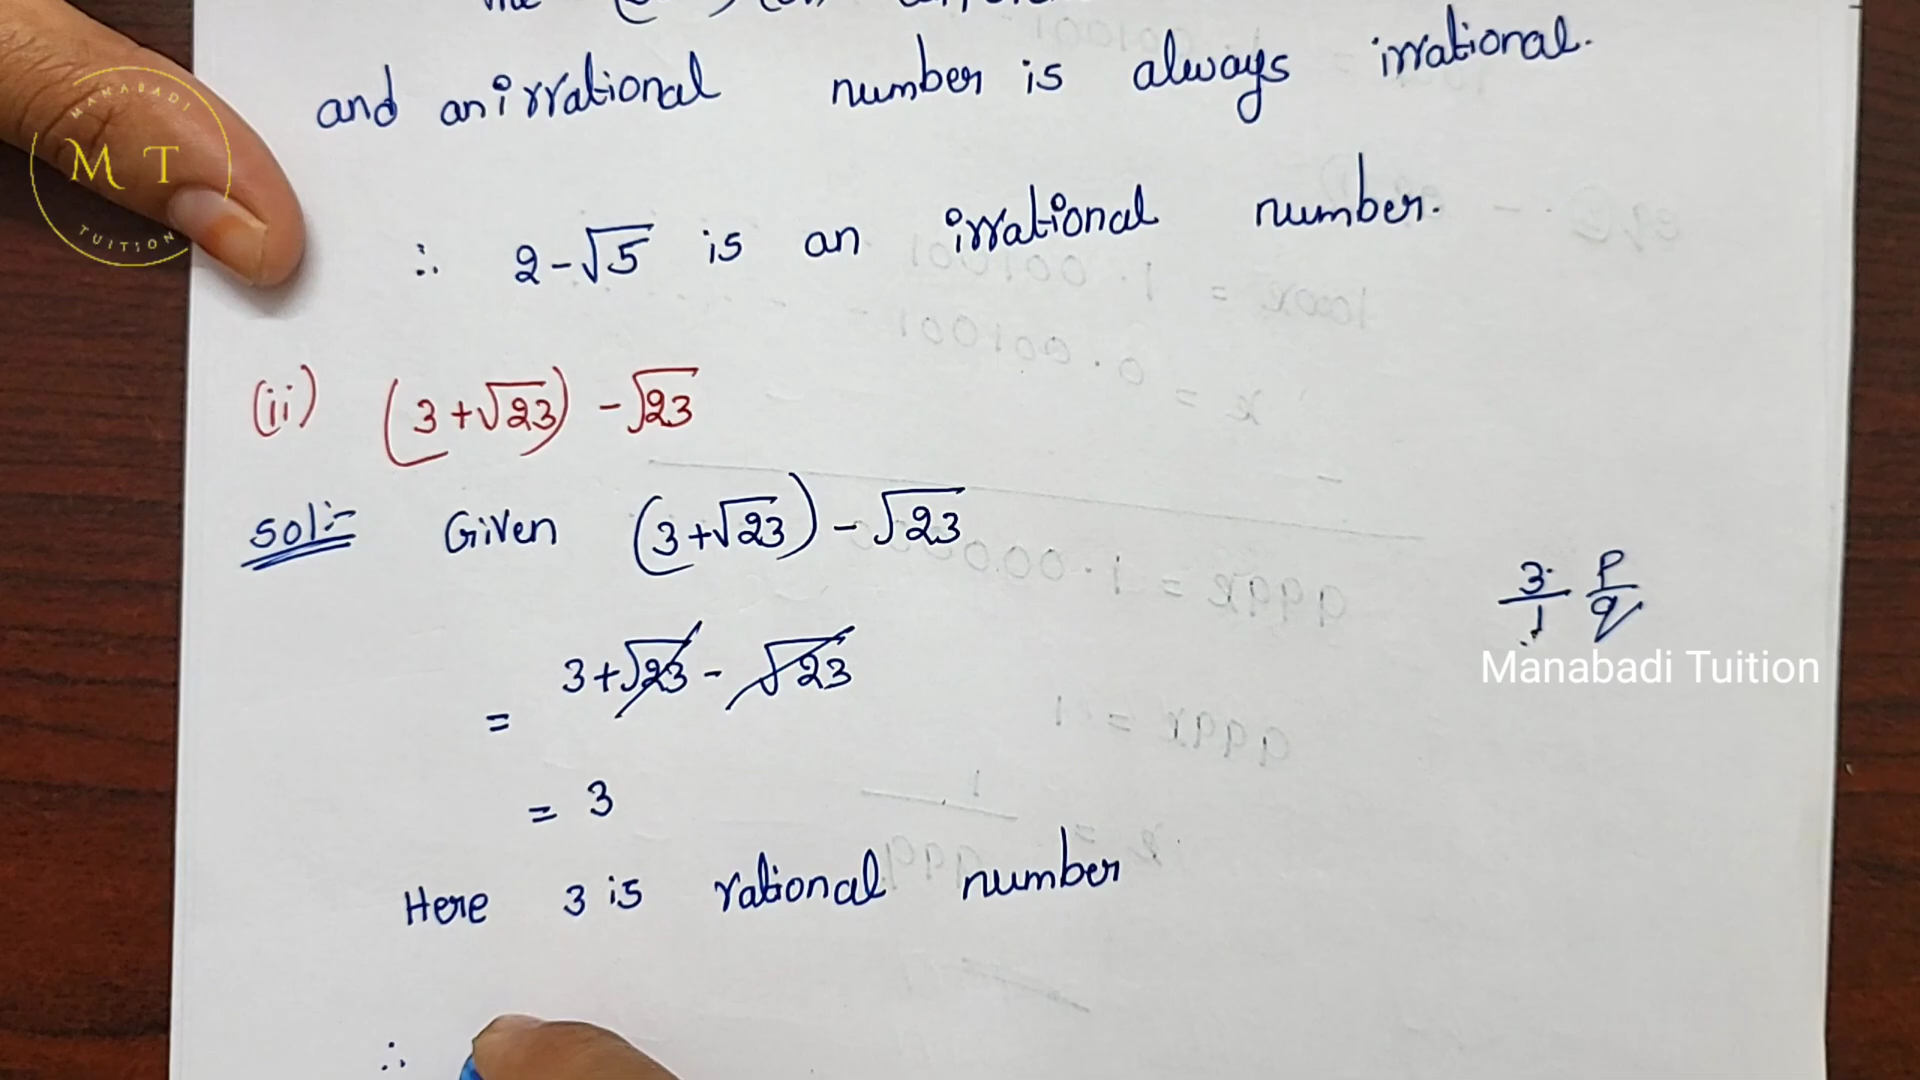 and an irrational number is always irrational.
∴ 2-√5 is an irrational number.
(ii) (3+√23) -√23
Sol:- Given (3+√23) - √23
= 3+√23 - √23
= 3
Here 3 is rational number
∴
3/1 p/q
MANABADI
M T
TUITION
Manabadi Tuition